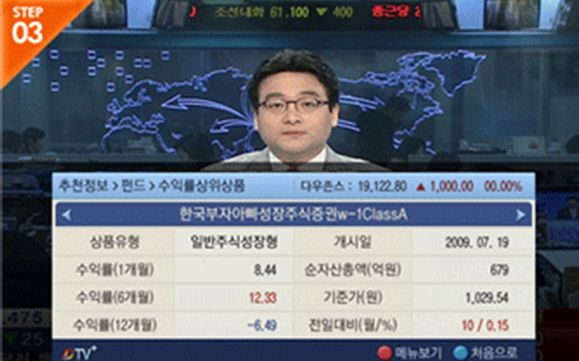 STEP
03
조선내화 61.100 ▼ 400 종근당 2
추천정보 > 펀드 > 수익률상위상품 다우존스 : 19,122.80 ▲ 1,000.00 00.00%
한국부자아빠성장주식증권w-1ClassA
상품유형 일반주식성장형 개시일 2009. 07. 19
수익률(1개월) 8.44 순자산총액(억원) 679
수익률(6개월) 12.33 기준가(원) 1,029.54
수익률(12개월) -6.49 전일대비(월/%) 10 / 0.15
.475
25
TV+ 메뉴보기 처음으로